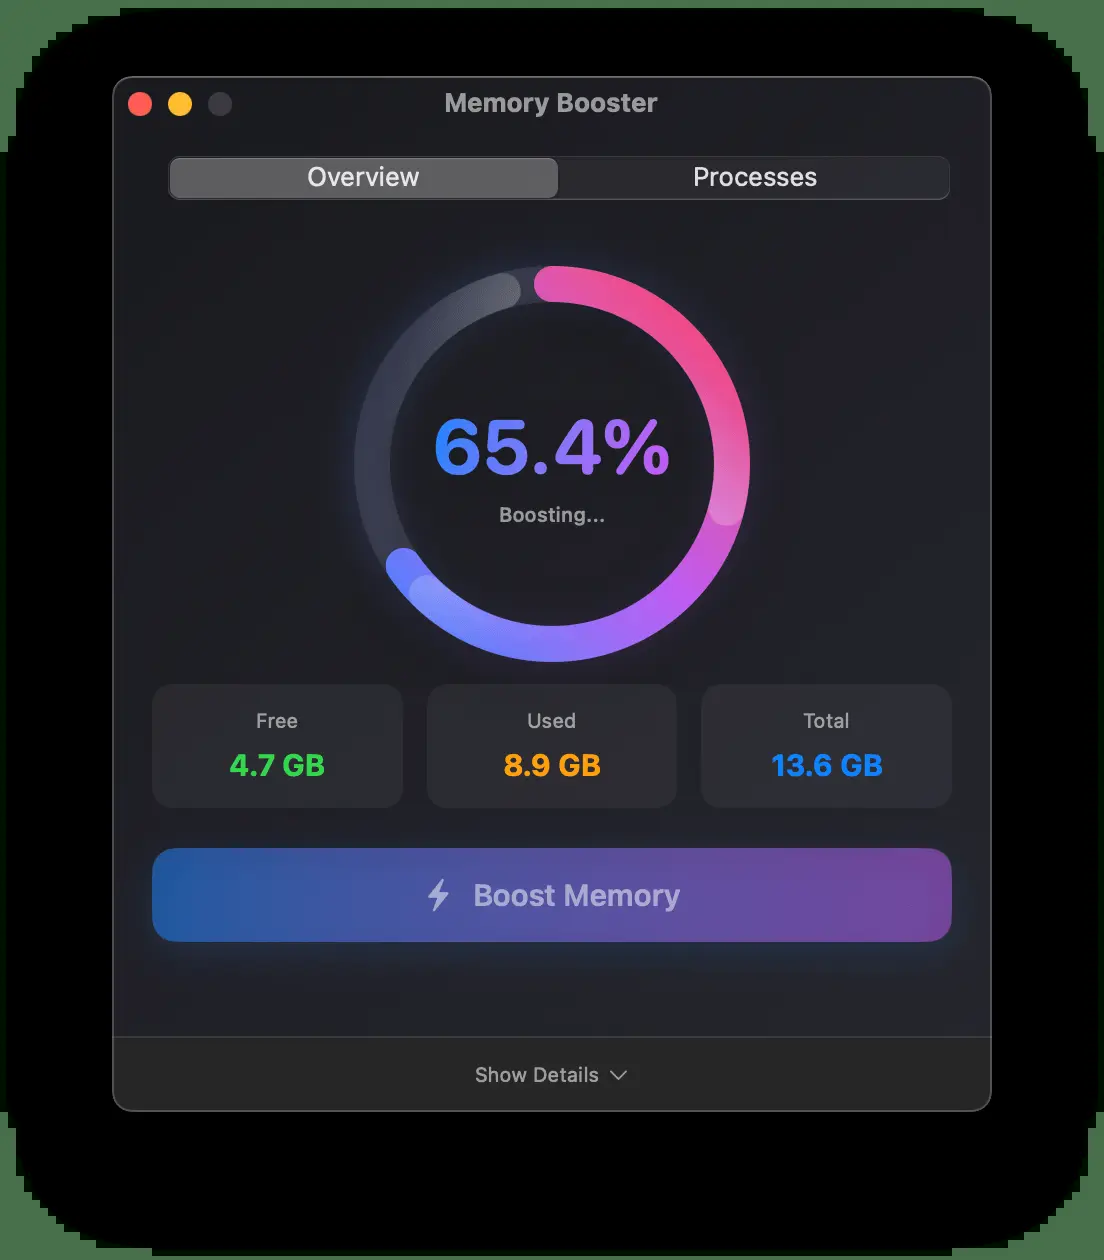 Memory Booster
Overview
Processes
65.4%
Boosting...
Free
Used
Total
4.7 GB
8.9 GB
13.6 GB
Boost Memory
Show Details